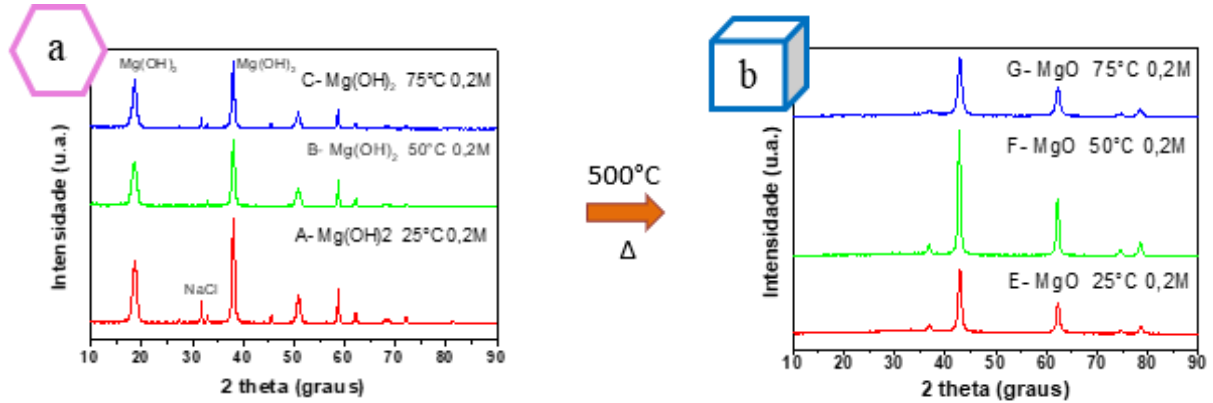 a
Mg(OH)₂
Mg(OH)₂
C- Mg(OH)₂ 75°C 0,2M
B- Mg(OH)₂ 50°C 0,2M
A- Mg(OH)2 25°C 0,2M
NaCl
Intensidade (u.a.)
10 20 30 40 50 60 70 80 90
2 theta (graus)
500°C
Δ
b
G- MgO 75°C 0,2M
F- MgO 50°C 0,2M
E- MgO 25°C 0,2M
Intensidade (u.a.)
10 20 30 40 50 60 70 80 90
2 theta (graus)